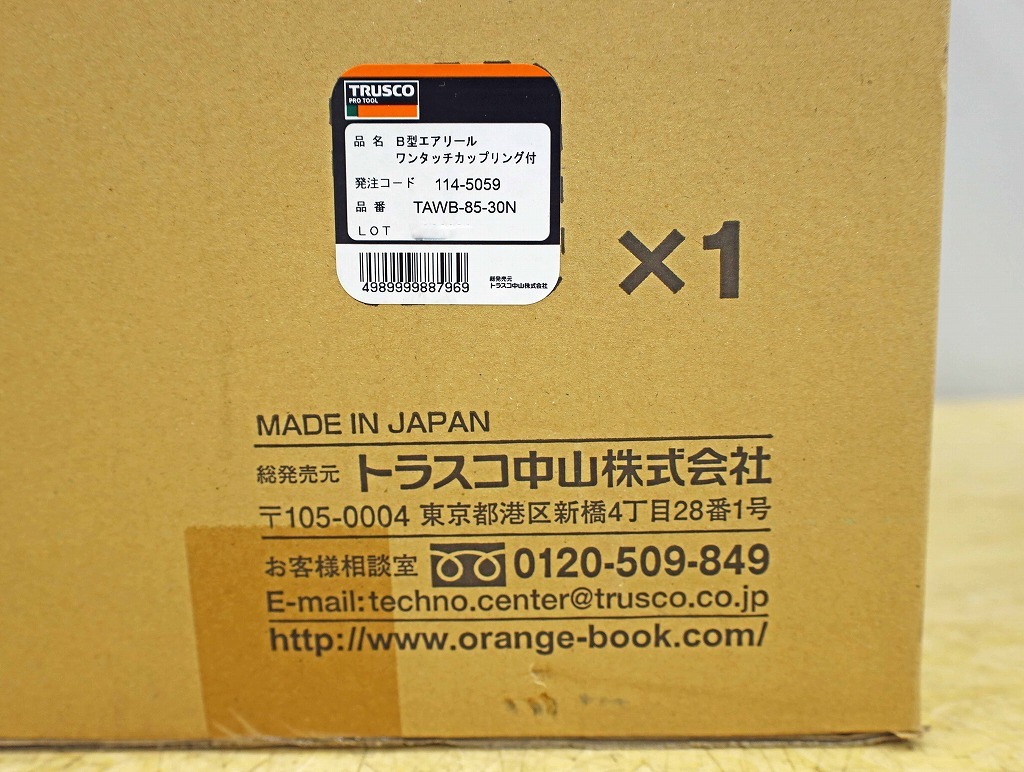 TRUSCO
PRO TOOL
品 名 B型エアリール
ワンタッチカップリング付
発注コード 114-5059
品 番 TAWB-85-30N
LOT
4989999887969
総発売元
トラスコ中山株式会社
×1
MADE IN JAPAN
総発売元 トラスコ中山株式会社
〒105-0004 東京都港区新橋4丁目28番1号
お客様相談室 0120-509-849
E-mail:techno.center@trusco.co.jp
http://www.orange-book.com/